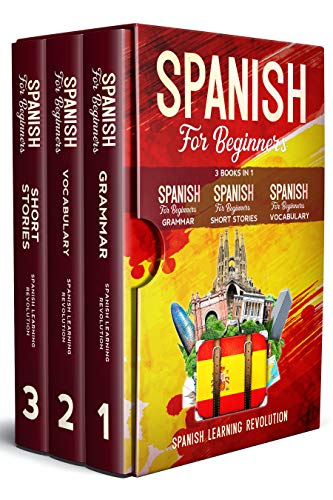 SPANISH
For Beginners
SHORT STORIES
SPANISH LEARNING
REVOLUTION
3
SPANISH
For Beginners
VOCABULARY
SPANISH LEARNING
REVOLUTION
2
SPANISH
For Beginners
GRAMMAR
SPANISH LEARNING
REVOLUTION
1
SPANISH
For Beginners
3 BOOKS IN 1
SPANISH
For Beginners
GRAMMAR
SPANISH
For Beginners
SHORT STORIES
SPANISH
For Beginners
VOCABULARY
SPANISH LEARNING REVOLUTION